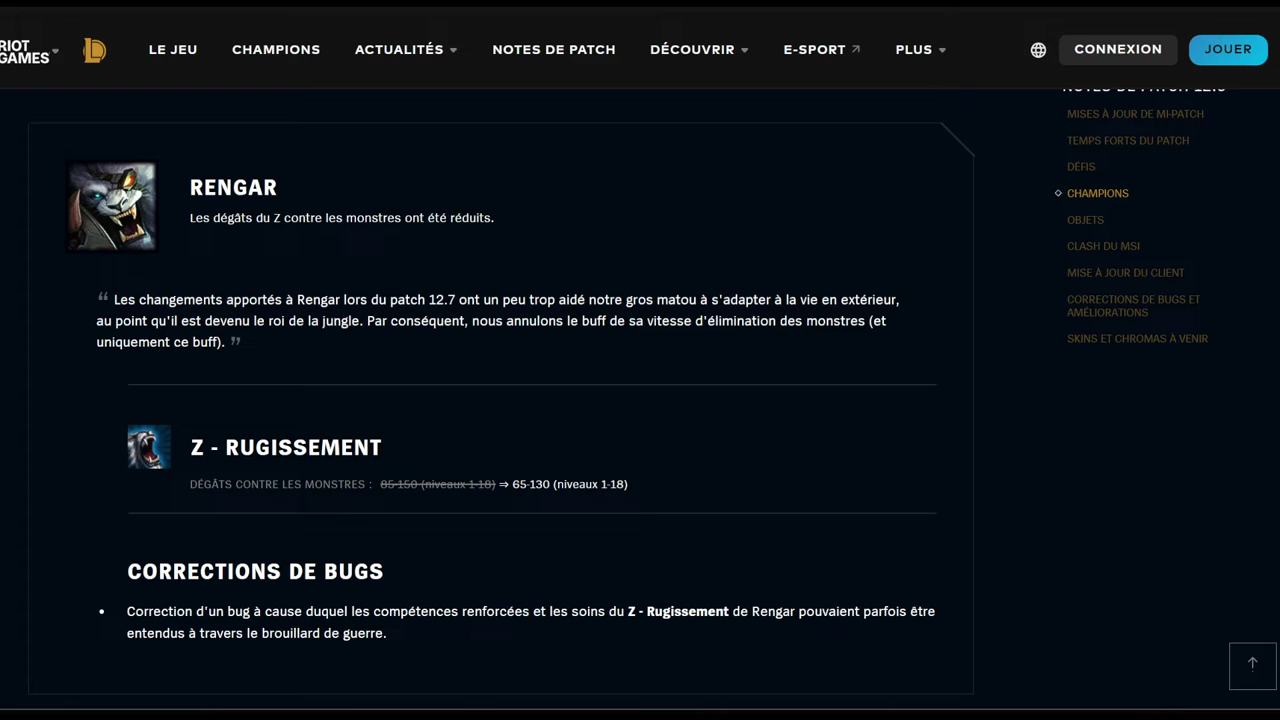 RIOT
GAMES
LE JEU
CHAMPIONS
ACTUALITÉS
NOTES DE PATCH
DÉCOUVRIR
E-SPORT
PLUS
CONNEXION
JOUER
RENGAR
Les dégâts du Z contre les monstres ont été réduits.
“ Les changements apportés à Rengar lors du patch 12.7 ont un peu trop aidé notre gros matou à s'adapter à la vie en extérieur,
au point qu'il est devenu le roi de la jungle. Par conséquent, nous annulons le buff de sa vitesse d'élimination des monstres (et
uniquement ce buff). ”
Z - RUGISSEMENT
DÉGÂTS CONTRE LES MONSTRES : 85-150 (niveaux 1-18) ⇒ 65-130 (niveaux 1-18)
CORRECTIONS DE BUGS
• Correction d'un bug à cause duquel les compétences renforcées et les soins du Z - Rugissement de Rengar pouvaient parfois être
entendus à travers le brouillard de guerre.
NOTES DE PATCH
MISES À JOUR DE MI-PATCH
TEMPS FORTS DU PATCH
DÉFIS
CHAMPIONS
OBJETS
CLASH DU MSI
MISE À JOUR DU CLIENT
CORRECTIONS DE BUGS ET
AMÉLIORATIONS
SKINS ET CHROMAS À VENIR